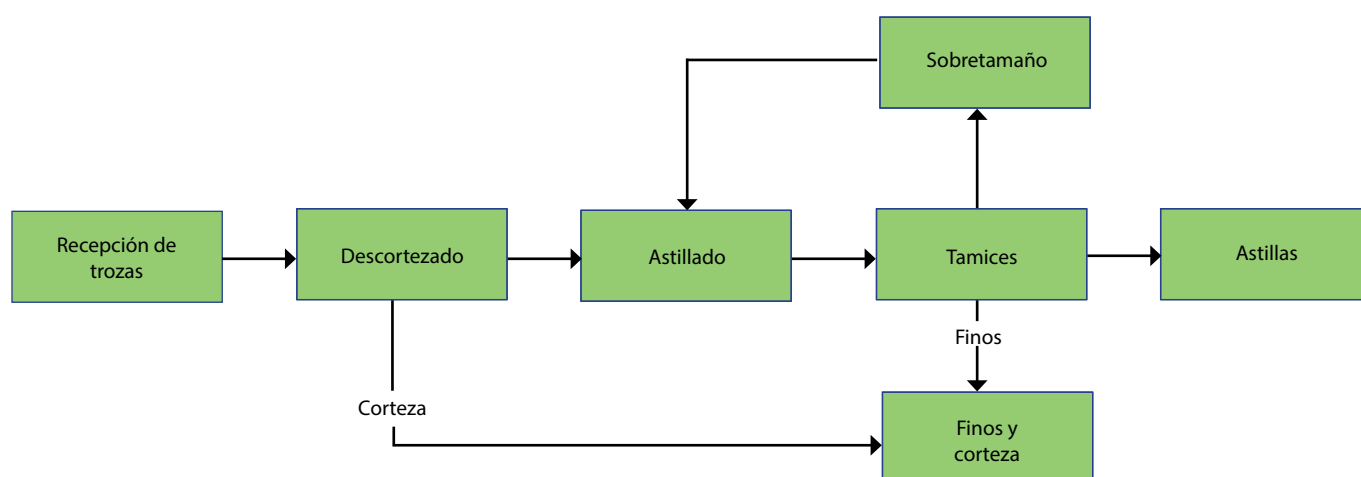 Sobretamaño
Recepción de
trozas
Descortezado
Astillado
Tamices
Astillas
Finos
Corteza
Finos y
corteza